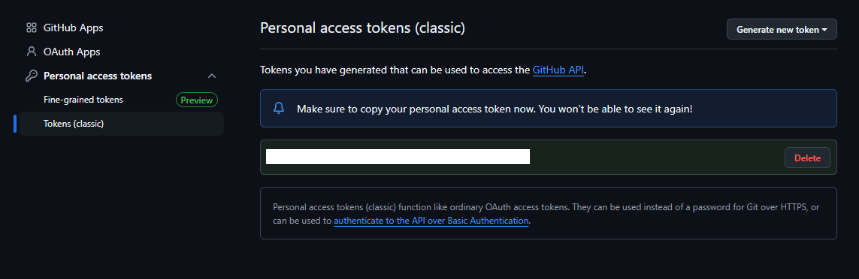 GitHub Apps
OAuth Apps
Personal access tokens
Fine-grained tokens
Preview
Tokens (classic)
Personal access tokens (classic)
Generate new token
Tokens you have generated that can be used to access the GitHub API.
Make sure to copy your personal access token now. You won't be able to see it again!
Delete
Personal access tokens (classic) function like ordinary OAuth access tokens. They can be used instead of a password for Git over HTTPS, or
can be used to authenticate to the API over Basic Authentication.